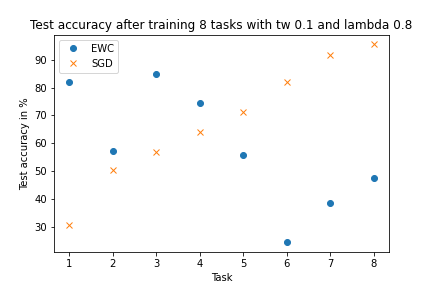 Test accuracy after training 8 tasks with tw 0.1 and lambda 0.8
EWC
SGD
Test accuracy in %
90
80
70
60
50
40
30
1 2 3 4 5 6 7 8
Task